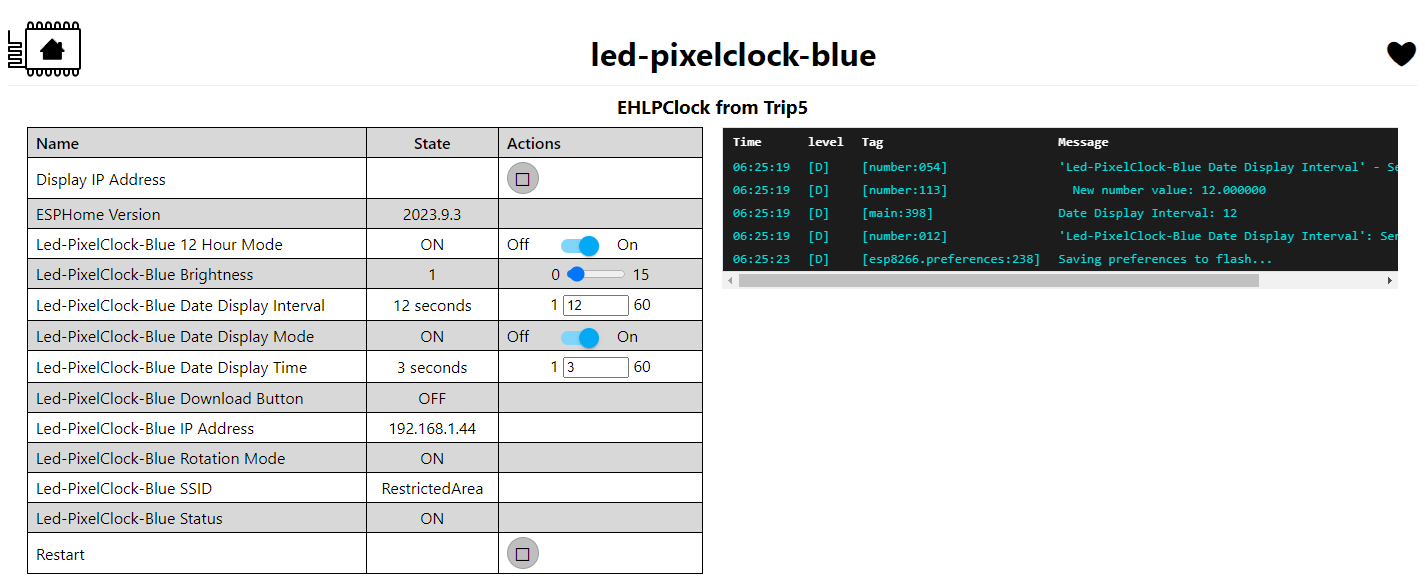 led-pixelclock-blue
EHLPClock from Trip5
Name State Actions
Display IP Address
ESPHome Version 2023.9.3
Led-PixelClock-Blue 12 Hour Mode ON Off On
Led-PixelClock-Blue Brightness 1 0 15
Led-PixelClock-Blue Date Display Interval 12 seconds 1 12 60
Led-PixelClock-Blue Date Display Mode ON Off On
Led-PixelClock-Blue Date Display Time 3 seconds 1 3 60
Led-PixelClock-Blue Download Button OFF
Led-PixelClock-Blue IP Address 192.168.1.44
Led-PixelClock-Blue Rotation Mode ON
Led-PixelClock-Blue SSID RestrictedArea
Led-PixelClock-Blue Status ON
Restart
Time level Tag Message
06:25:19 [D] [number:054] 'Led-PixelClock-Blue Date Display Interval' - Se
06:25:19 [D] [number:113] New number value: 12.000000
06:25:19 [D] [main:398] Date Display Interval: 12
06:25:19 [D] [number:012] 'Led-PixelClock-Blue Date Display Interval': Sen
06:25:23 [D] [esp8266.preferences:238] Saving preferences to flash...